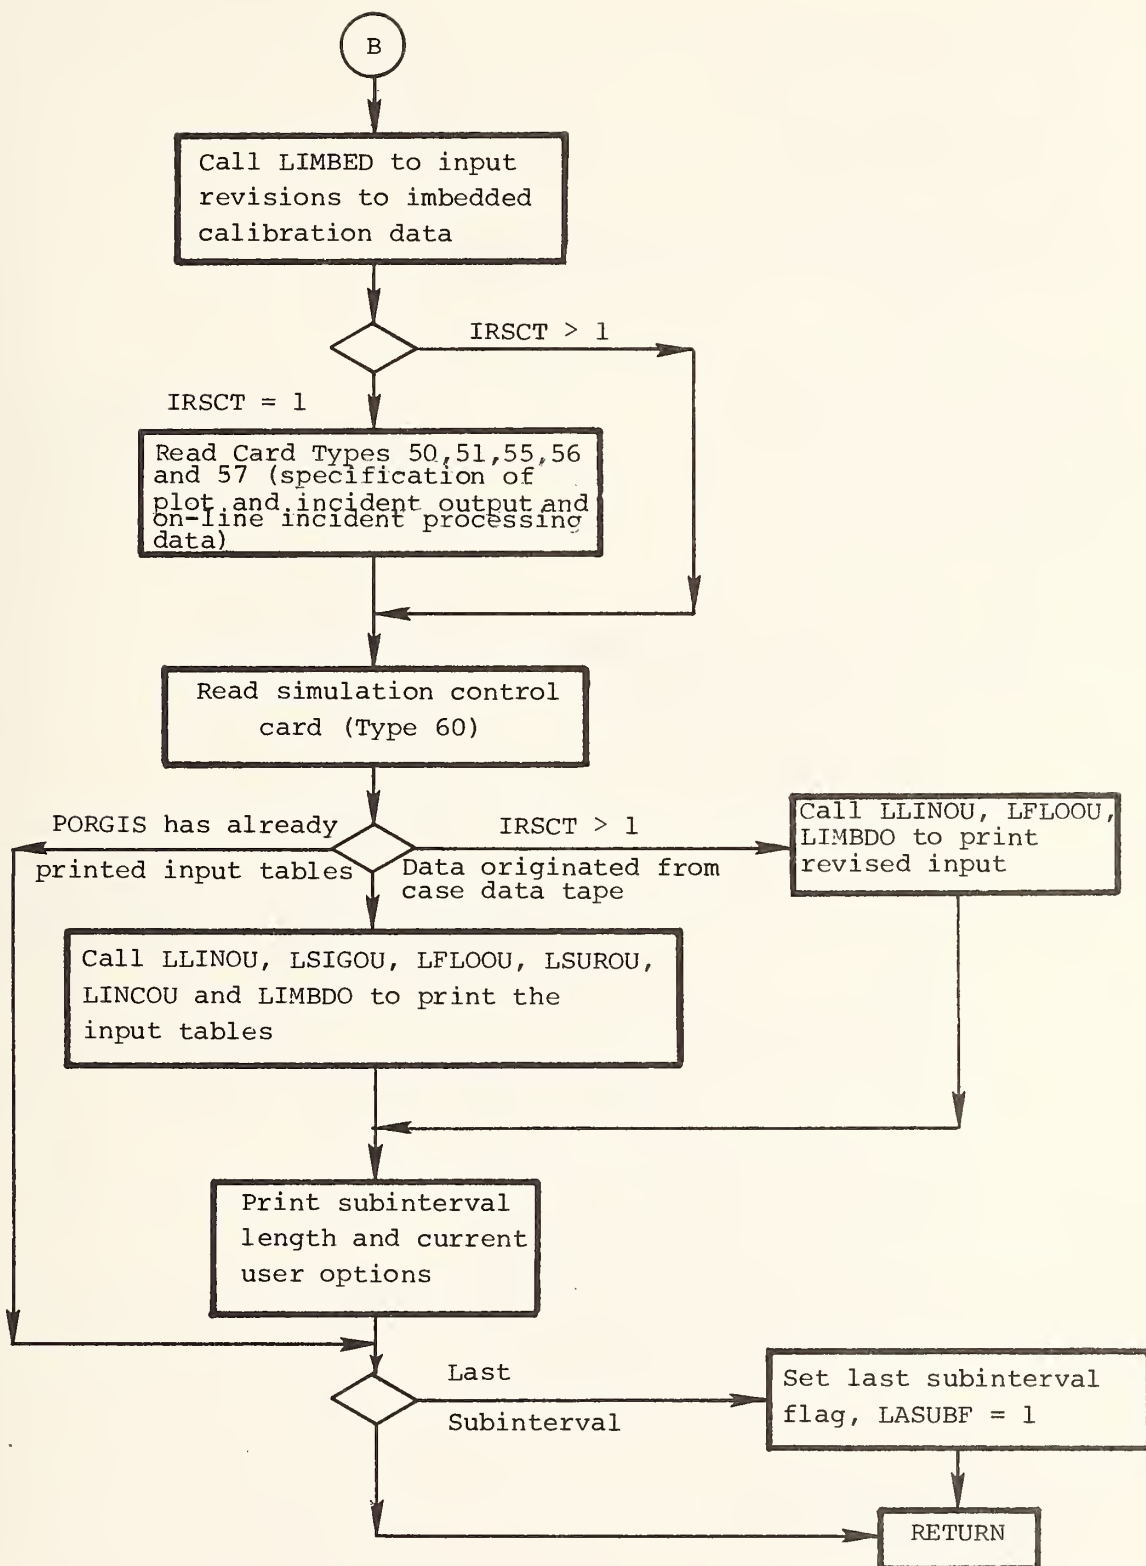 B
Call LIMBED to input
revisions to imbedded
calibration data
IRSCT > 1
IRSCT = 1
Read Card Types 50,51,55,56
and 57 (specification of
plot and incident output and
on-line incident processing
data)
Read simulation control
card (Type 60)
PORGIS has already
printed input tables
IRSCT > 1
Data originated from
case data tape
Call LLINOU, LFLOOU,
LIMBDO to print
revised input
Call LLINOU, LSIGOU, LFLOOU, LSUROU,
LINCOU and LIMBDO to print the
input tables
Print subinterval
length and current
user options
Last
Subinterval
Set last subinterval
flag, LASUBF = 1
RETURN